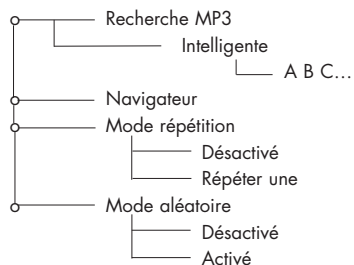 Recherche MP3
Intelligente
A B C...
Navigateur
Mode répétition
Désactivé
Répéter une
Mode aléatoire
Désactivé
Activé